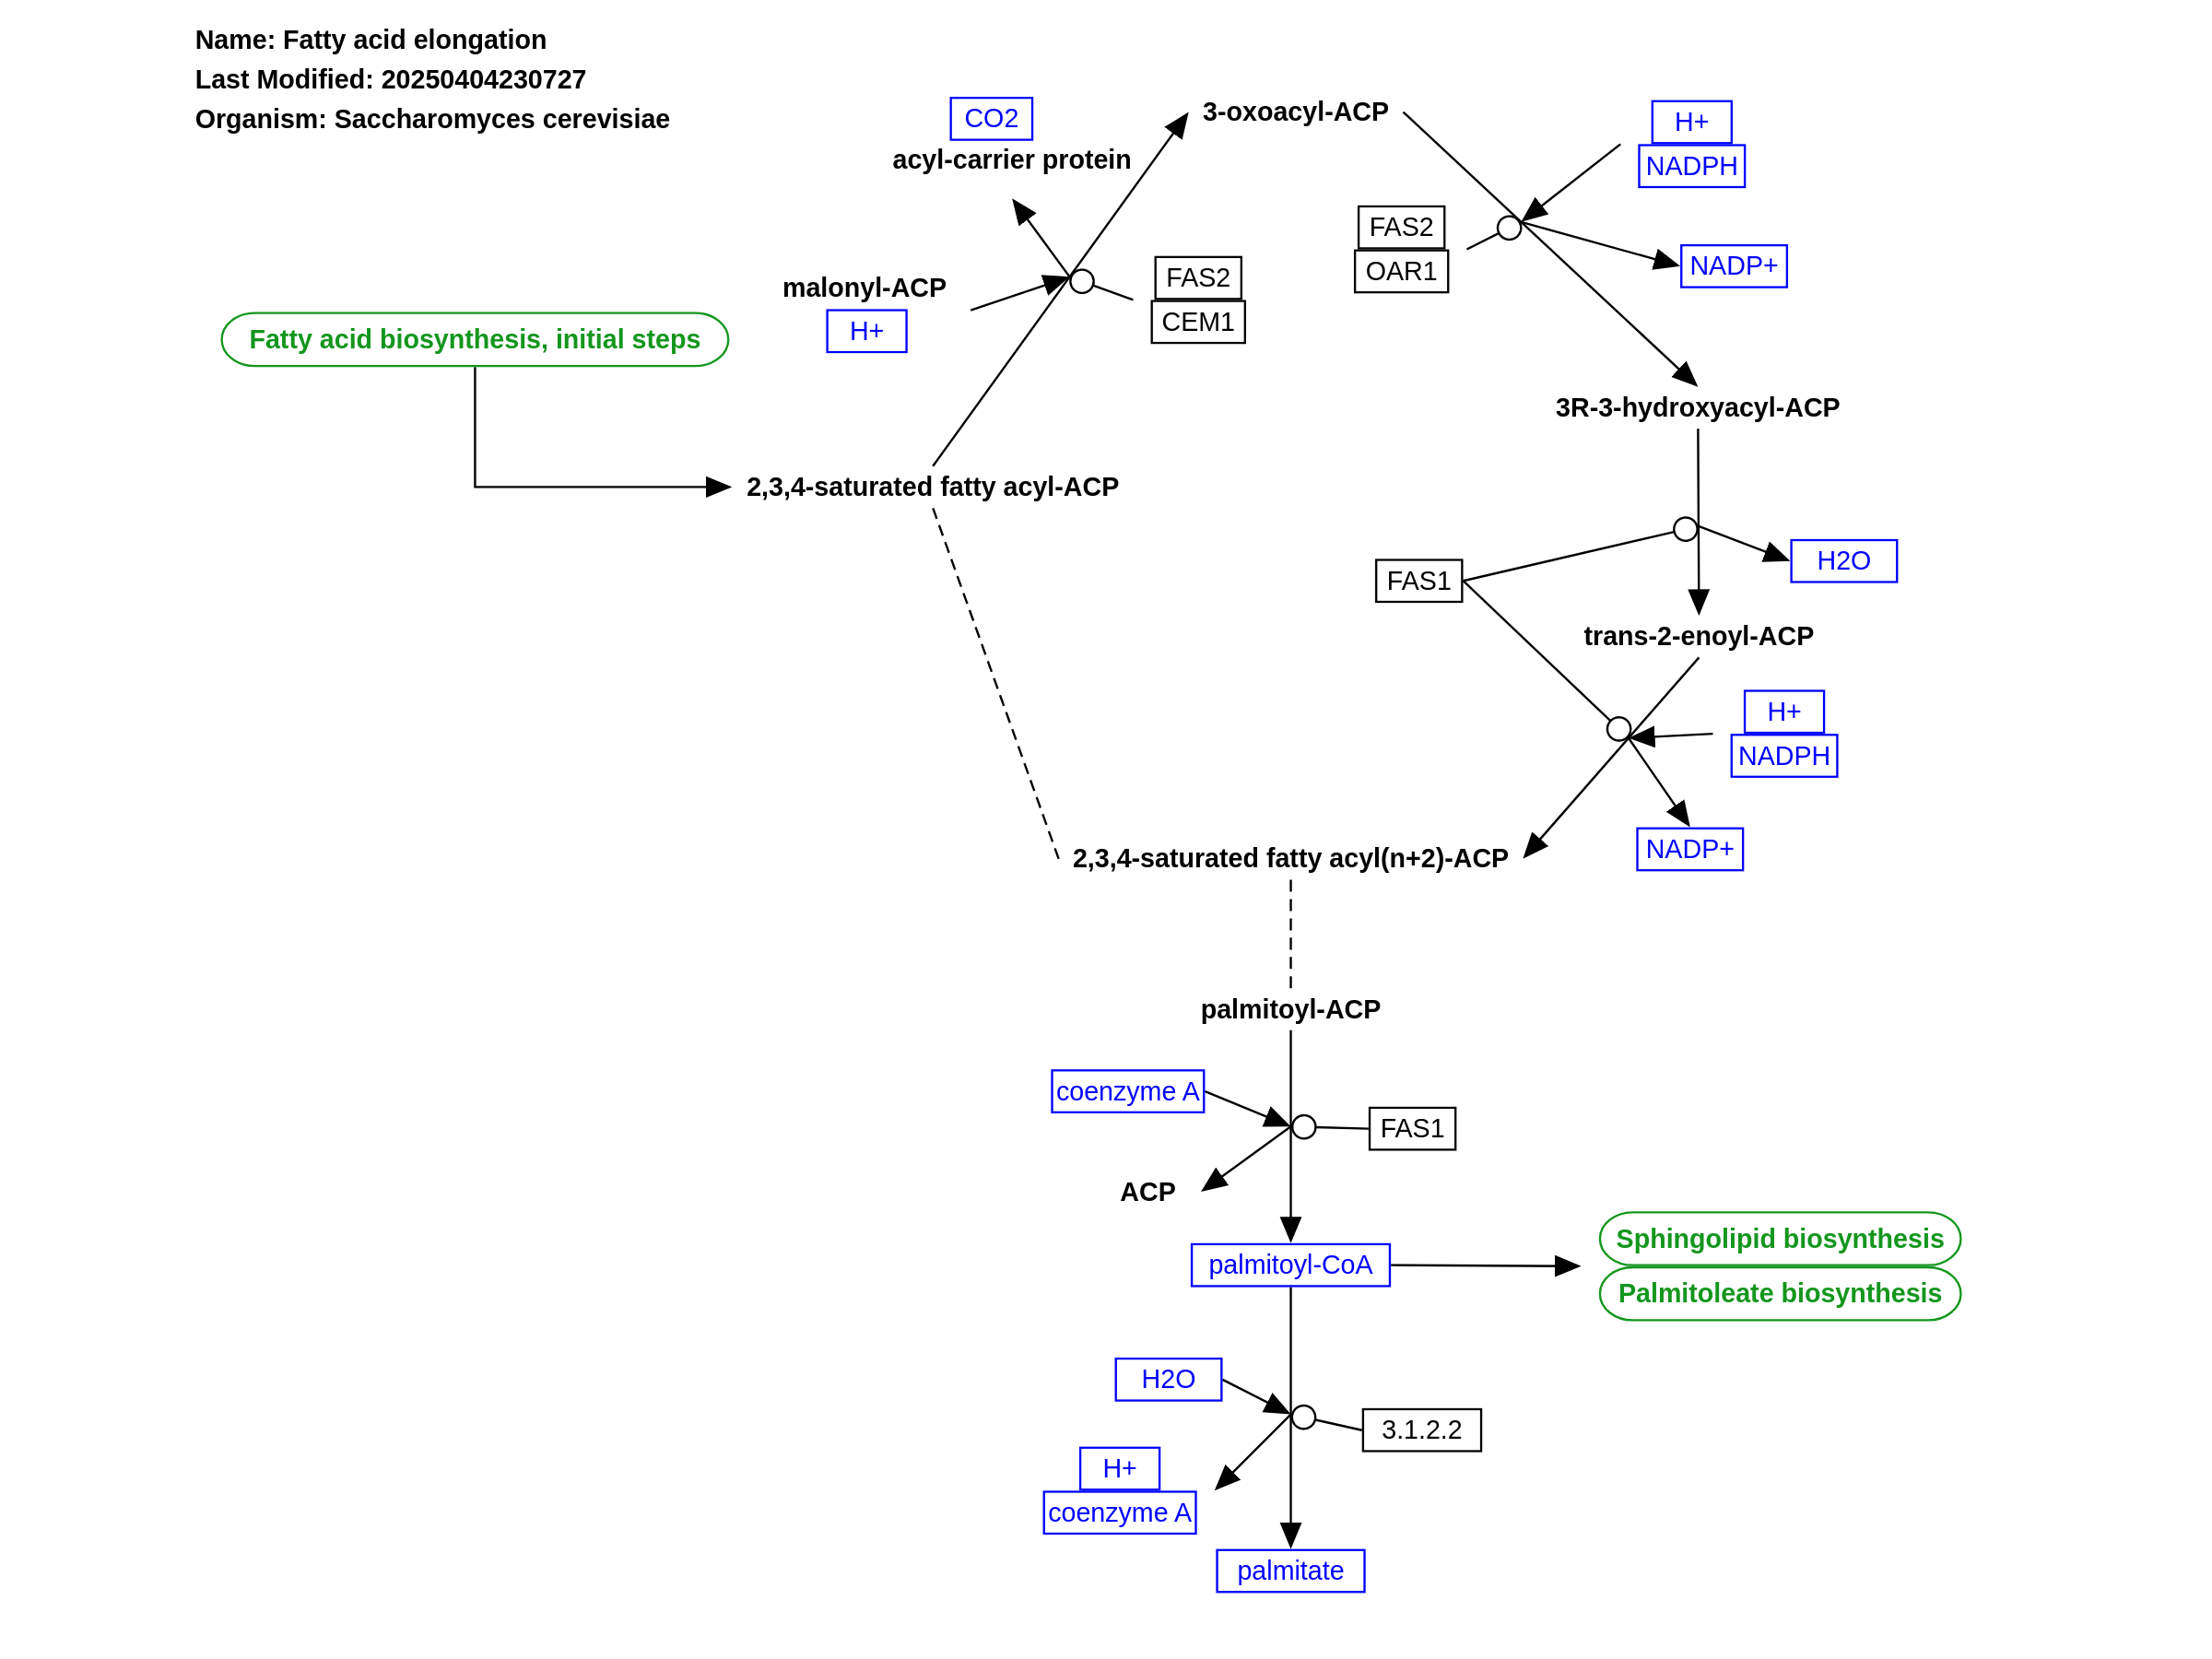 Name: Fatty acid elongation
Last Modified: 20250404230727
Organism: Saccharomyces cerevisiae
CO2
acyl-carrier protein
3-oxoacyl-ACP
H+
NADPH
FAS2
OAR1
NADP+
malonyl-ACP
H+
FAS2
CEM1
Fatty acid biosynthesis, initial steps
3R-3-hydroxyacyl-ACP
2,3,4-saturated fatty acyl-ACP
H2O
FAS1
trans-2-enoyl-ACP
H+
NADPH
NADP+
2,3,4-saturated fatty acyl(n+2)-ACP
palmitoyl-ACP
coenzyme A
FAS1
ACP
palmitoyl-CoA
Sphingolipid biosynthesis
Palmitoleate biosynthesis
H2O
3.1.2.2
H+
coenzyme A
palmitate